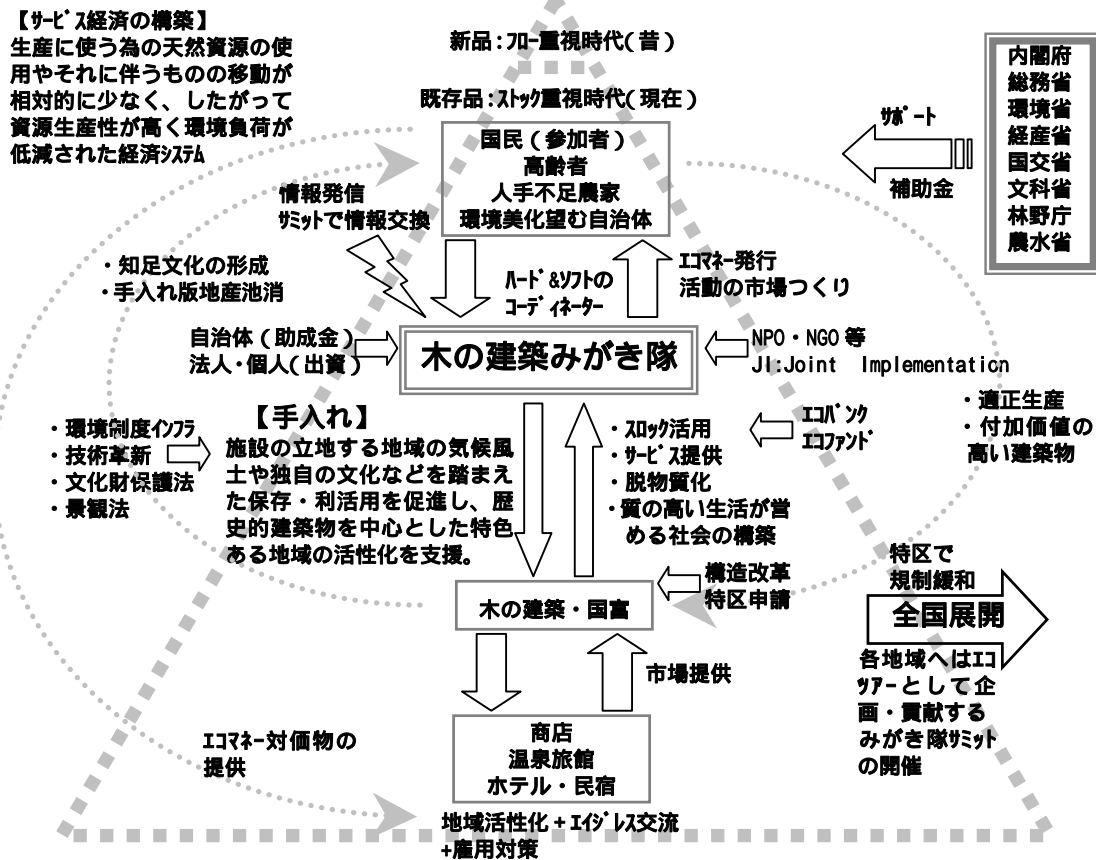 【ｻｰﾋﾞｽ経済の構築】
生産に使う為の天然資源の使
用やそれに伴うものの移動が
相対的に少なく、したがって
資源生産性が高く環境負荷が
低減された経済ｼｽﾃﾑ
新品：ﾌﾛｰ重視時代（昔）
既存品：ｽﾄｯｸ重視時代（現在）
国民（参加者）
高齢者
人手不足農家
環境美化望む自治体
内閣府
総務省
環境省
経産省
国交省
文科省
林野庁
農水省
ｻﾎﾟｰﾄ
補助金
情報発信
ｻﾐｯﾄで情報交換
・知足文化の形成
・手入れ版地産池消
ﾊｰﾄﾞ&ｿﾌﾄの
ｺｰﾃﾞｨﾈｰﾀｰ
ｴｺﾏﾈｰ発行
活動の市場つくり
自治体（助成金）
法人・個人（出資）
木の建築みがき隊
NPO・NGO等
JI:Joint Implementation
・環境制度ｲﾝﾌﾗ
・技術革新
・文化財保護法
・景観法
【手入れ】
施設の立地する地域の気候風
土や独自の文化などを踏まえ
た保存・利活用を促進し、歴
史的建築物を中心とした特色
ある地域の活性化を支援。
・ｽﾛｯｸ活用
・ｻｰﾋﾞｽ提供
・脱物質化
・質の高い生活が営
める社会の構築
ｴｺﾊﾞﾝｸ
ｴｺﾌｧﾝﾄﾞ
・適正生産
・付加価値の
高い建築物
構造改革
特区申請
木の建築・国富
特区で
規制緩和
全国展開
各地域へはｴｺ
ﾂｱｰとして企
画・貢献する
みがき隊ｻﾐｯﾄ
の開催
市場提供
ｴｺﾏﾈｰ対価物の
提供
商店
温泉旅館
ホテル・民宿
地域活性化+ｴｲｼﾞﾚｽ交流
+雇用対策